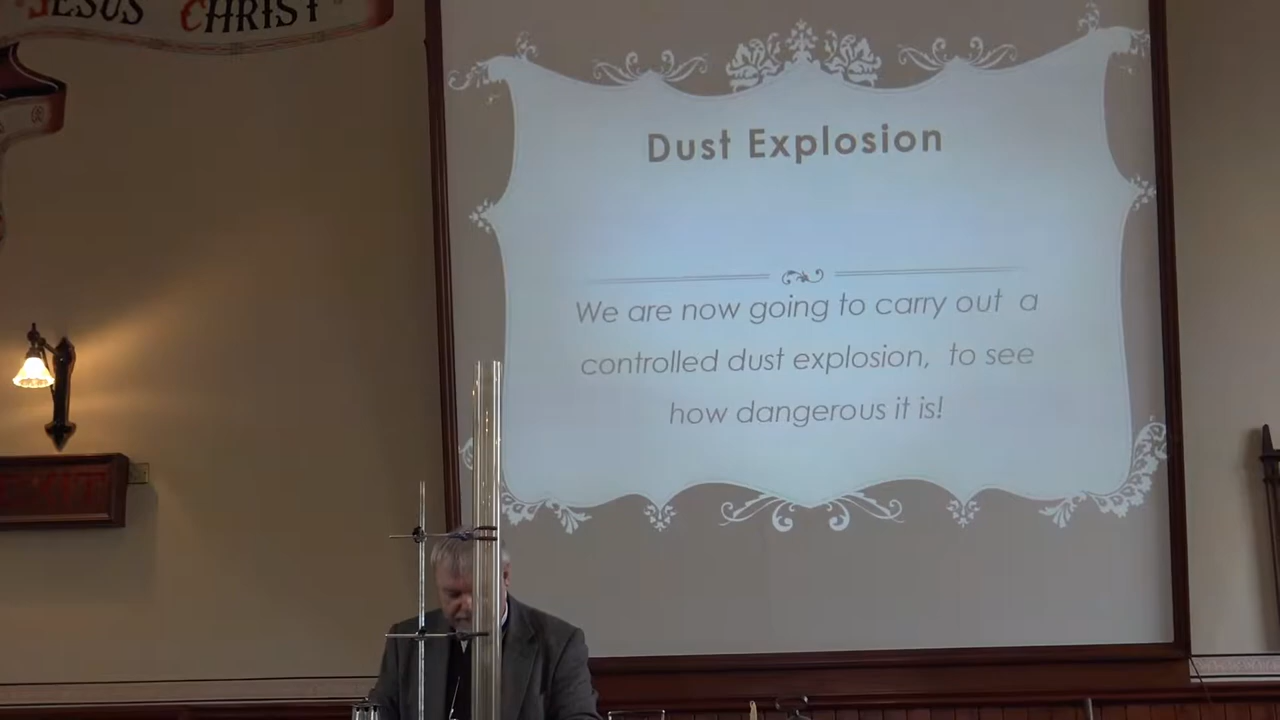 JESUS CHRIST
Dust Explosion
We are now going to carry out a
controlled dust explosion, to see
how dangerous it is!
EXIT